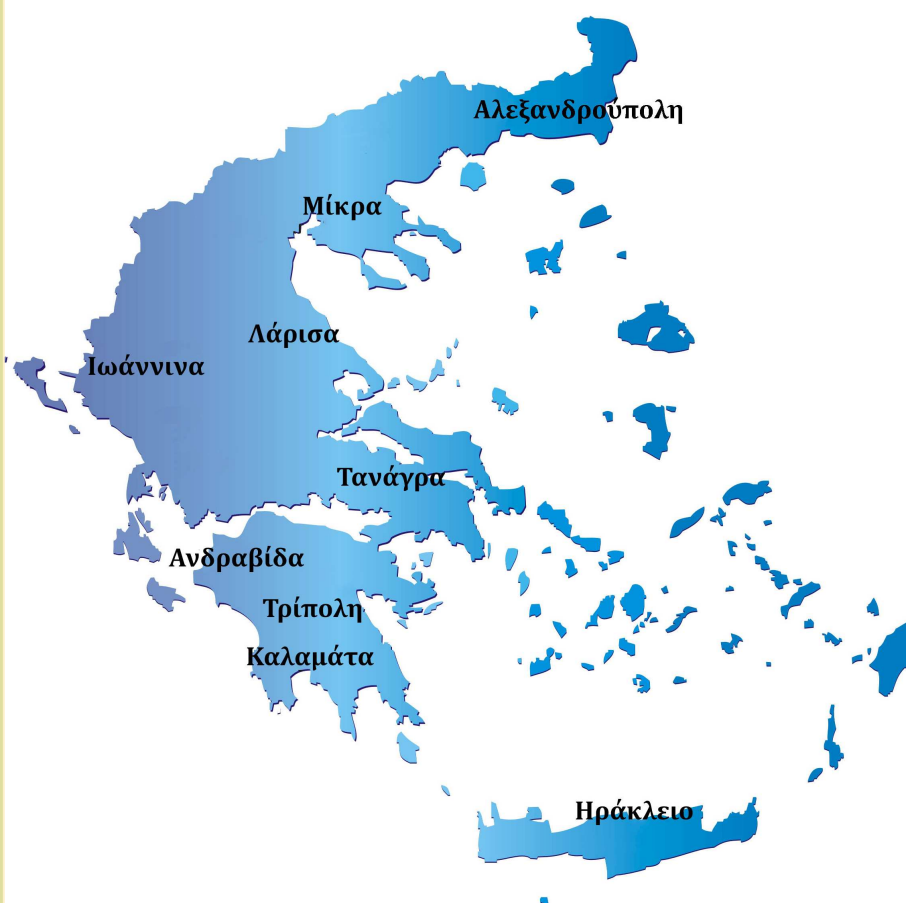 Αλεξανδρούπολη
Μίκρα
Λάρισα
Ιωάννινα
Τανάγρα
Ανδραβίδα
Τρίπολη
Καλαμάτα
Ηράκλειο